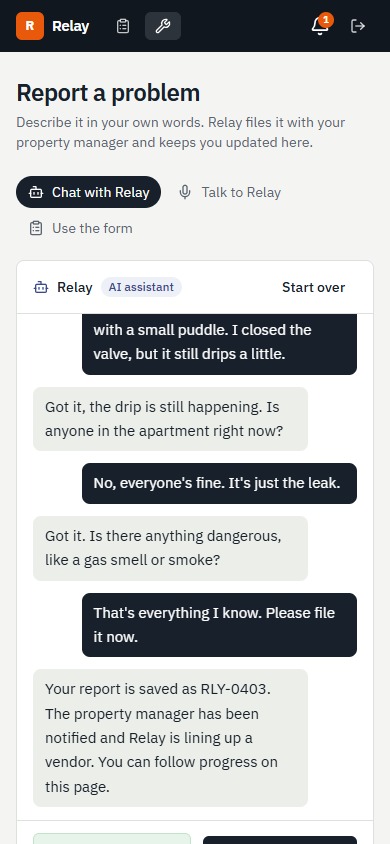 R Relay 1
Report a problem
Describe it in your own words. Relay files it with your
property manager and keeps you updated here.
Chat with Relay Talk to Relay
Use the form
Relay AI assistant Start over
with a small puddle. I closed the
valve, but it still drips a little.
Got it, the drip is still happening. Is
anyone in the apartment right now?
No, everyone's fine. It's just the leak.
Got it. Is there anything dangerous,
like a gas smell or smoke?
That's everything I know. Please file
it now.
Your report is saved as RLY-0403.
The property manager has been
notified and Relay is lining up a
vendor. You can follow progress on
this page.